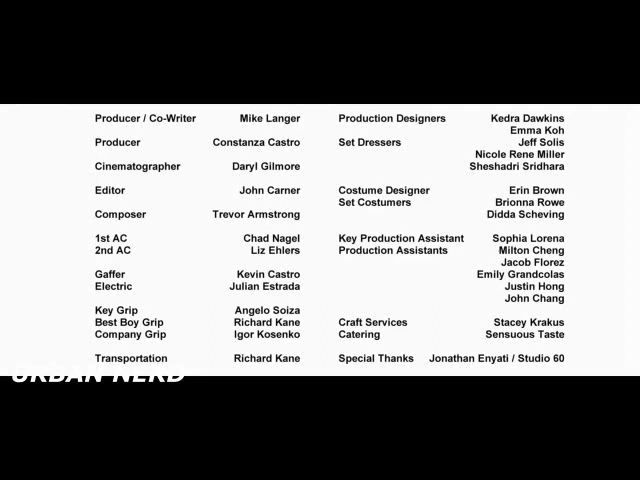 Producer / Co-Writer Mike Langer
Producer Constanza Castro
Cinematographer Daryl Gilmore
Editor John Carner
Composer Trevor Armstrong
1st AC Chad Nagel
2nd AC Liz Ehlers
Gaffer Kevin Castro
Electric Julian Estrada
Key Grip Angelo Soiza
Best Boy Grip Richard Kane
Company Grip Igor Kosenko
Transportation Richard Kane
Production Designers Kedra Dawkins
Emma Koh
Set Dressers Jeff Solis
Nicole Rene Miller
Sheshadri Sridhara
Costume Designer Erin Brown
Set Costumers Brionna Rowe
Didda Scheving
Key Production Assistant Sophia Lorena
Production Assistants Milton Cheng
Jacob Florez
Emily Grandcolas
Justin Hong
John Chang
Craft Services Stacey Krakus
Catering Sensuous Taste
Special Thanks Jonathan Enyati / Studio 60
URBAN NERD